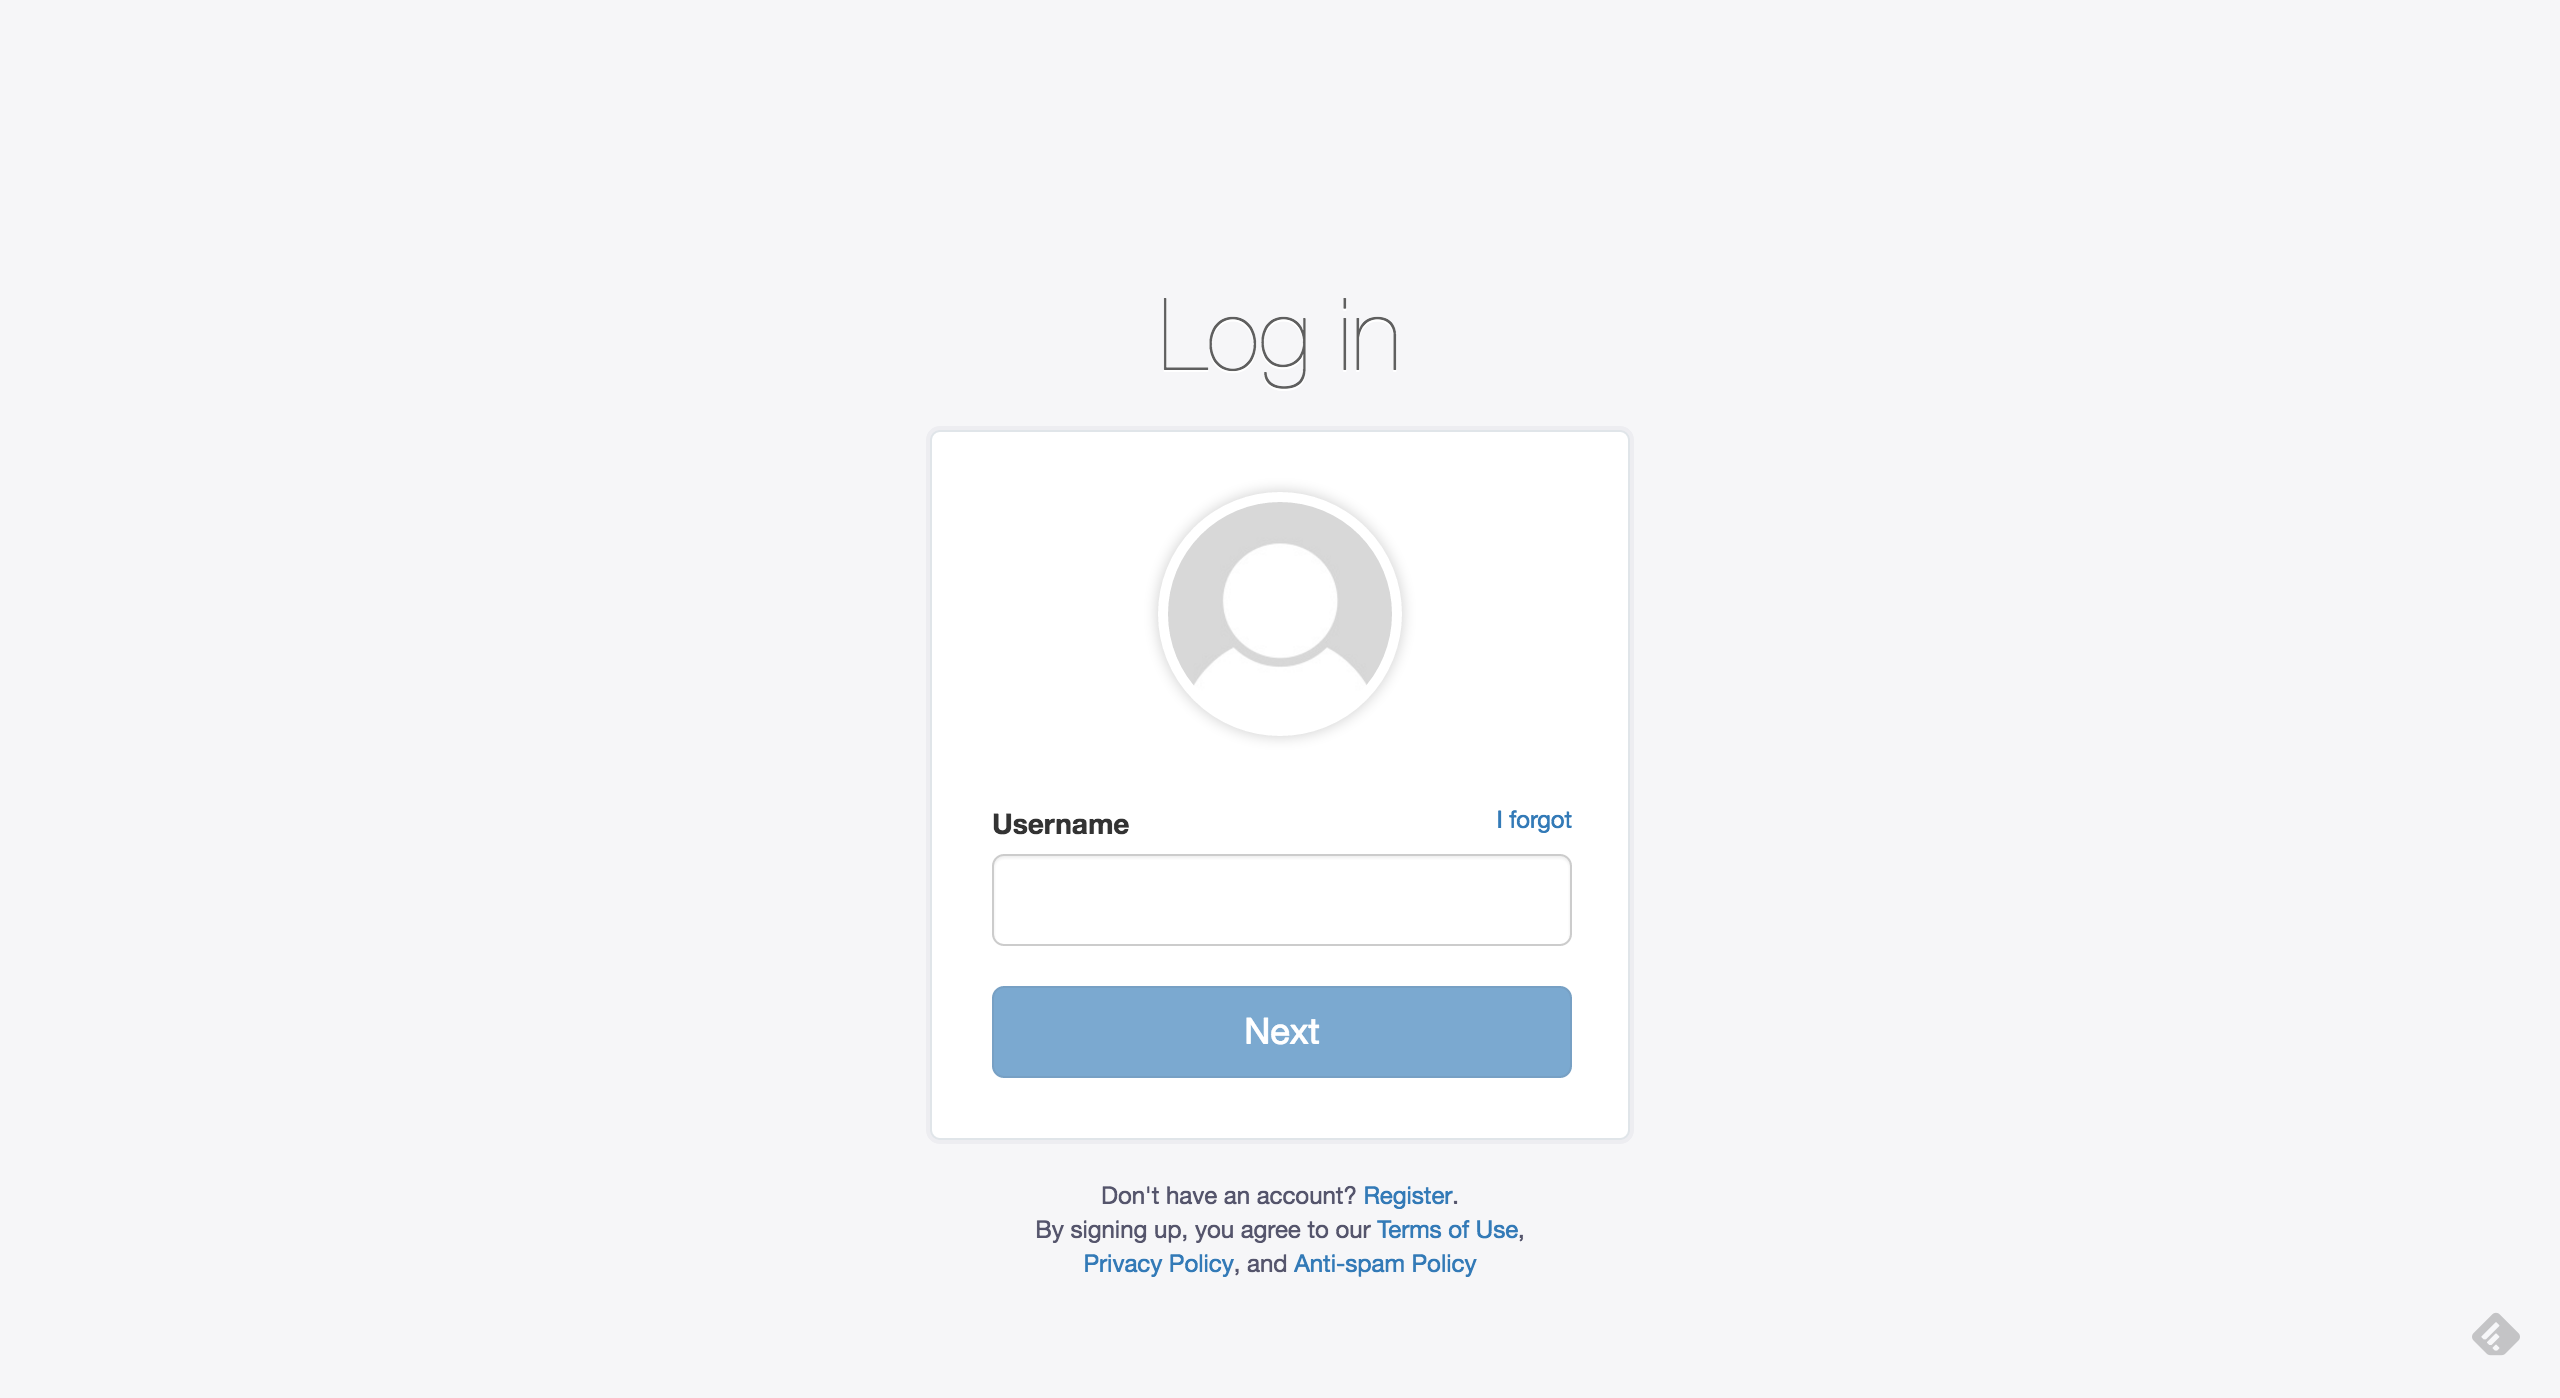 Log in
Username
I forgot
Next
Don't have an account? Register.
By signing up, you agree to our Terms of Use,
Privacy Policy, and Anti-spam Policy